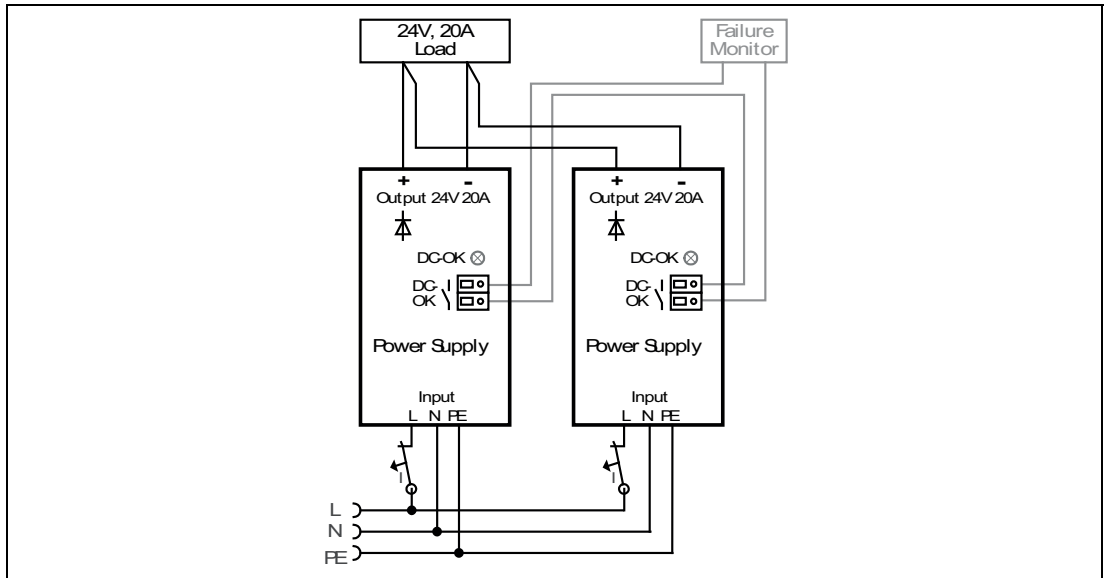 24V, 20A
Load
Failure
Monitor
+ -
Output 24V 20A
DC-OK
DC-
OK
Power Supply
Input
L N PE
I
+ -
Output 24V 20A
DC-OK
DC-
OK
Power Supply
Input
L N PE
I
L
N
PE